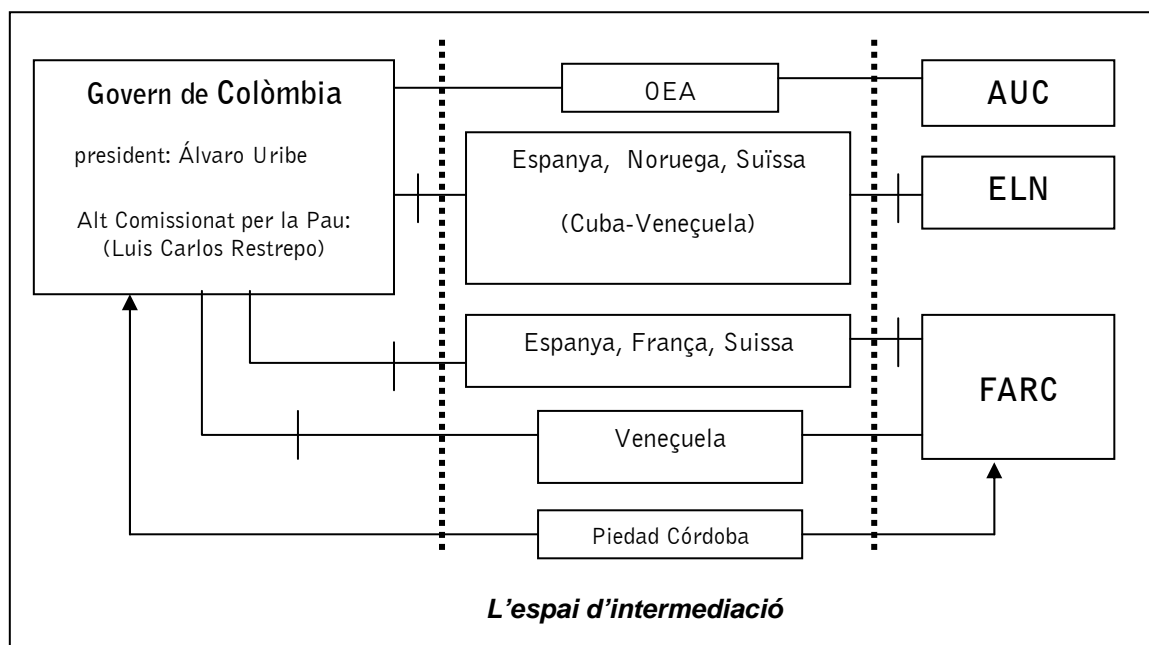 Govern de Colòmbia
president: Álvaro Uribe
Alt Comissionat per la Pau:
(Luis Carlos Restrepo)
OEA
AUC
Espanya, Noruega, Suïssa
(Cuba-Veneçuela)
ELN
Espanya, França, Suissa
FARC
Veneçuela
Piedad Córdoba
L'espai d'intermediació